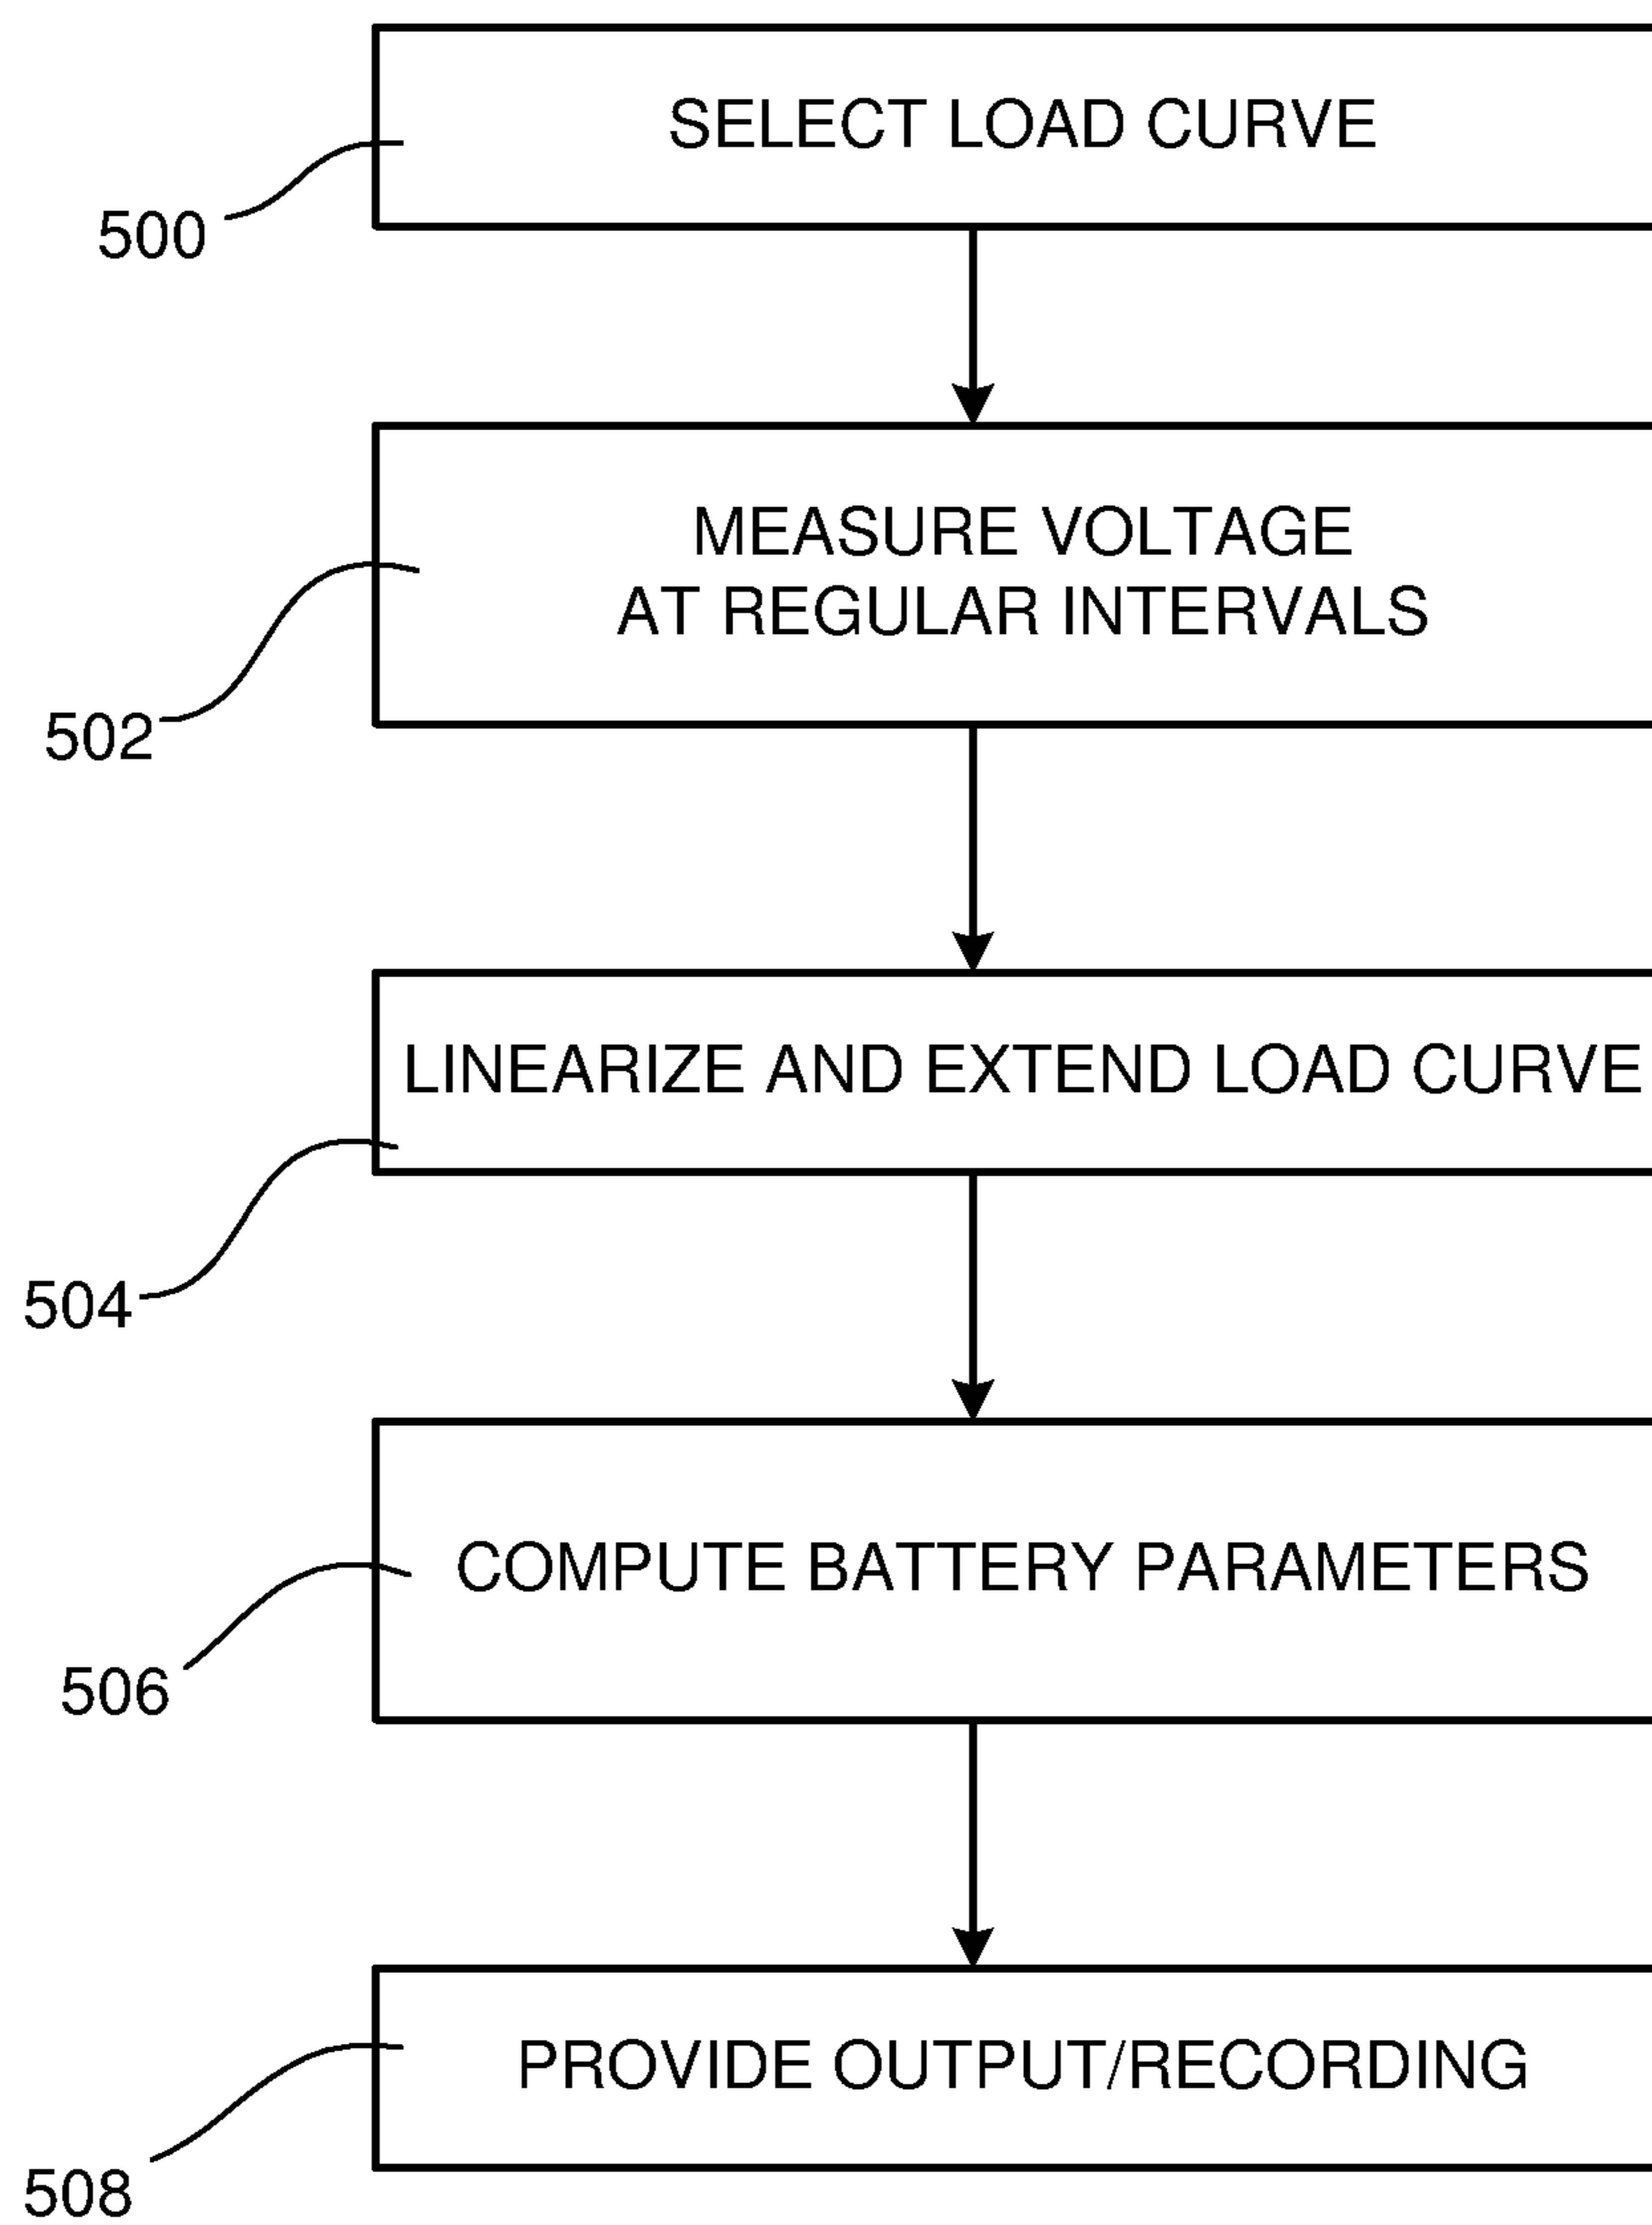 SELECT LOAD CURVE
500
MEASURE VOLTAGE
AT REGULAR INTERVALS
502
LINEARIZE AND EXTEND LOAD CURVE
504
COMPUTE BATTERY PARAMETERS
506
PROVIDE OUTPUT/RECORDING
508